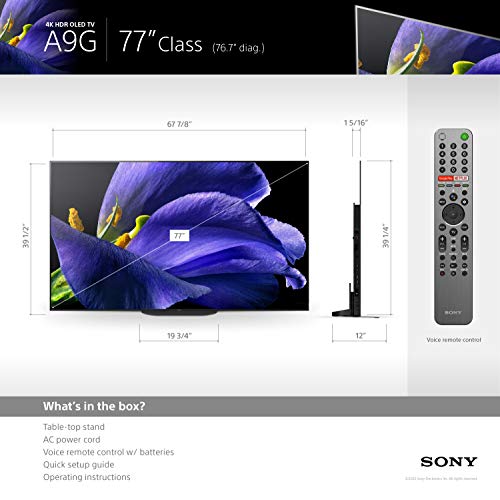 4K HDR OLED TV
A9G 77” Class (76.7” diag.)
67 7/8”
1 5/16”
39 1/2”
77”
39 1/4”
19 3/4”
12”
NETFLIX
SONY
Voice remote control
What's in the box?
Table-top stand
AC power cord
Voice remote control w/ batteries
Quick setup guide
Operating instructions
SONY